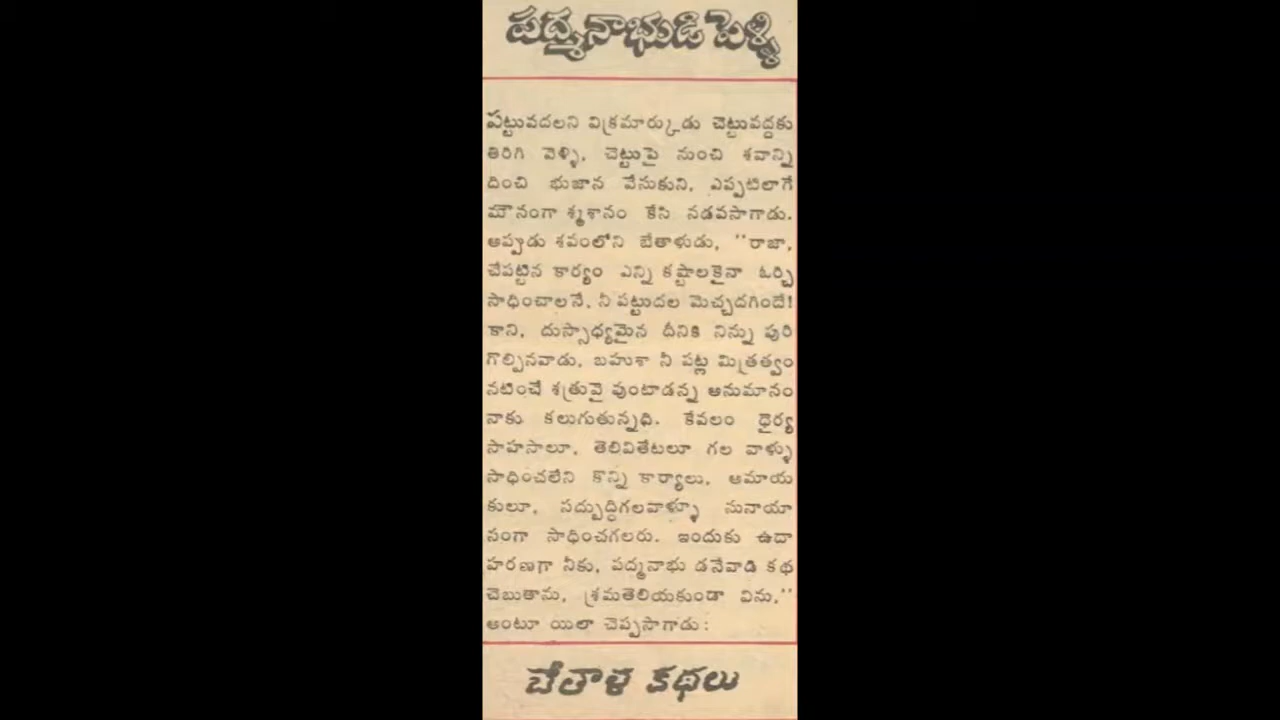 పద్మనాభుడి పెళ్ళి
పట్టువదలని విక్రమార్కుడు చెట్టువద్దకు
తిరిగి వెళ్ళి, చెట్టుపై నుంచి శవాన్ని
దించి భుజాన వేసుకుని, ఎప్పటిలాగే
మౌనంగా శ్మశానం కేసి నడవసాగాడు.
అప్పుడు శవంలోని బేతాళుడు, "రాజా,
చేపట్టిన కార్యం ఎన్ని కష్టాలకైనా ఓర్చి
సాధించాలనే, నీ పట్టుదల మెచ్చదగిందే!
కాని, దుస్సాధ్యమైన దీనికి నిన్ను పురి
గొల్పినవాడు, బహుశా నీ పట్ల మిత్రత్వం
నటించే శత్రువై వుంటాడన్న అనుమానం
నాకు కలుగుతున్నది. కేవలం ధైర్య
సాహసాలూ, తెలివితేటలూ గల వాళ్ళు
సాధించలేని కొన్ని కార్యాలు, అమాయ
కులూ, సద్బుద్ధిగలవాళ్ళూ సునాయా
సంగా సాధించగలరు. ఇందుకు ఉదా
హరణగా నీకు, పద్మనాభు డనేవాడి కథ
చెబుతాను, శ్రమతెలియకుండా విను,"
అంటూ యిలా చెప్పసాగాడు:
బేతాళ కథలు